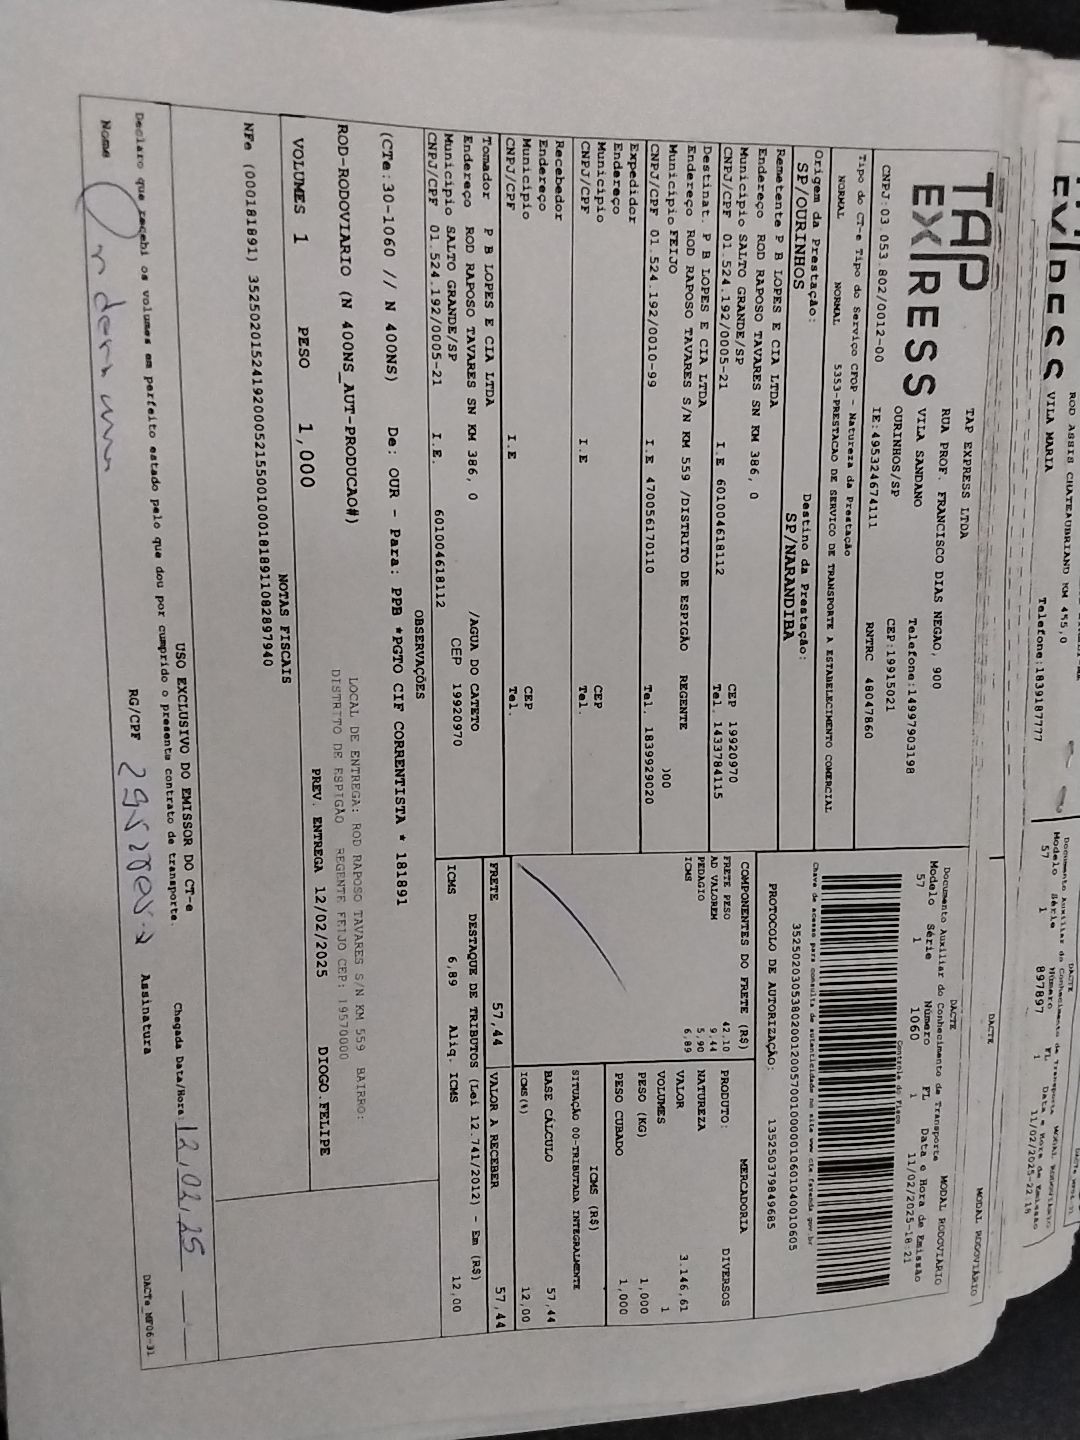 TAP
EXPRESS
TAP EXPRESS LTDA
RUA PROF. FRANCISCO DIAS NEGAO, 900
VILA SANDANO
Telefone:14997903198
OURINHOS/SP
CEP:19915021
CNPJ:03.053.802/0012-00
IE:495324674111
RNTRC 48047860
DACTE
MODAL RODOVIÁRIO
Documento Auxiliar do Conhecimento de Transporte
Modelo Série Número FL Data e Hora de Emissão
57 1 1060 1 11/02/2025-18:21
Controle do Fisco
Chave de acesso para consulta de autenticidade no site www.cte.fazenda.gov.br
PROTOCOLO DE AUTORIZAÇÃO: 135250379849685
Tipo do CT-e Tipo do Serviço CFOP - Natureza da Prestação
NORMAL NORMAL 5353-PRESTACAO DE SERVICO DE TRANSPORTE A ESTABELECIMENTO COMERCIAL
Origem da Prestação: Destino da Prestação:
SP/OURINHOS SP/NARANDIBA
Remetente P B LOPES E CIA LTDA
Endereço ROD RAPOSO TAVARES SN KM 386, 0
Município SALTO GRANDE/SP CEP 19920970
CNPJ/CPF 01.524.192/0005-21 I.E 601004618112 Tel. 1433784115
Destinat. P B LOPES E CIA LTDA
Endereço ROD RAPOSO TAVARES S/N KM 559 /DISTRITO DE ESPIGÃO REGENTE
Município FEIJO
CNPJ/CPF 01.524.192/0010-99 I.E 470056170110 Tel. 1839929020
Expedidor
Endereço
Município CEP
CNPJ/CPF I.E Tel.
Recebedor
Endereço
Município CEP
CNPJ/CPF I.E Tel.
Tomador P B LOPES E CIA LTDA
Endereço ROD RAPOSO TAVARES SN KM 386, 0 /AGUA DO CATETO
Município SALTO GRANDE/SP CEP 19920970
CNPJ/CPF 01.524.192/0005-21 I.E. 601004618112
COMPONENTES DO FRETE (R$)
FRETE PESO 42,10
AD VALOREM 9,44
PEDAGIO 5,90
ICMS 6,89
MERCADORIA
PRODUTO: DIVERSOS
NATUREZA
VALOR 3.146,61
VOLUMES 1
PESO (KG) 1,000
PESO CUBADO 1,000
ICMS (R$)
SITUAÇÃO 00-TRIBUTADA INTEGRALMENTE
BASE CÁLCULO 57,44
ICMS(%) 12,00
FRETE 57,44 VALOR A RECEBER 57,44
DESTAQUE DE TRIBUTOS (Lei 12.741/2012) - Em (R$)
ICMS 6,89 Aliq. ICMS 12,00
OBSERVAÇÕES
(CTe:30-1060 // N 400NS) De: OUR - Para: PPB *PGTO CIF CORRENTISTA * 181891
LOCAL DE ENTREGA: ROD RAPOSO TAVARES S/N KM 559 BAIRRO:
ROD-RODOVIARIO (N 400NS_AUT-PRODUCAO#)
DISTRITO DE ESPIGÃO REGENTE FEIJO CEP: 19570000
VOLUMES 1 PESO 1,000 PREV. ENTREGA 12/02/2025 DIOGO.FELIPE
NOTAS FISCAIS
USO EXCLUSIVO DO EMISSOR DO CT-e
Declaro que recebi os volumes em perfeito estado pelo que dou por cumprido o presente contrato de transporte.
Chegada Data/Hora 12,02,25
Nome RG/CPF Assinatura
DACTe_MF06-31